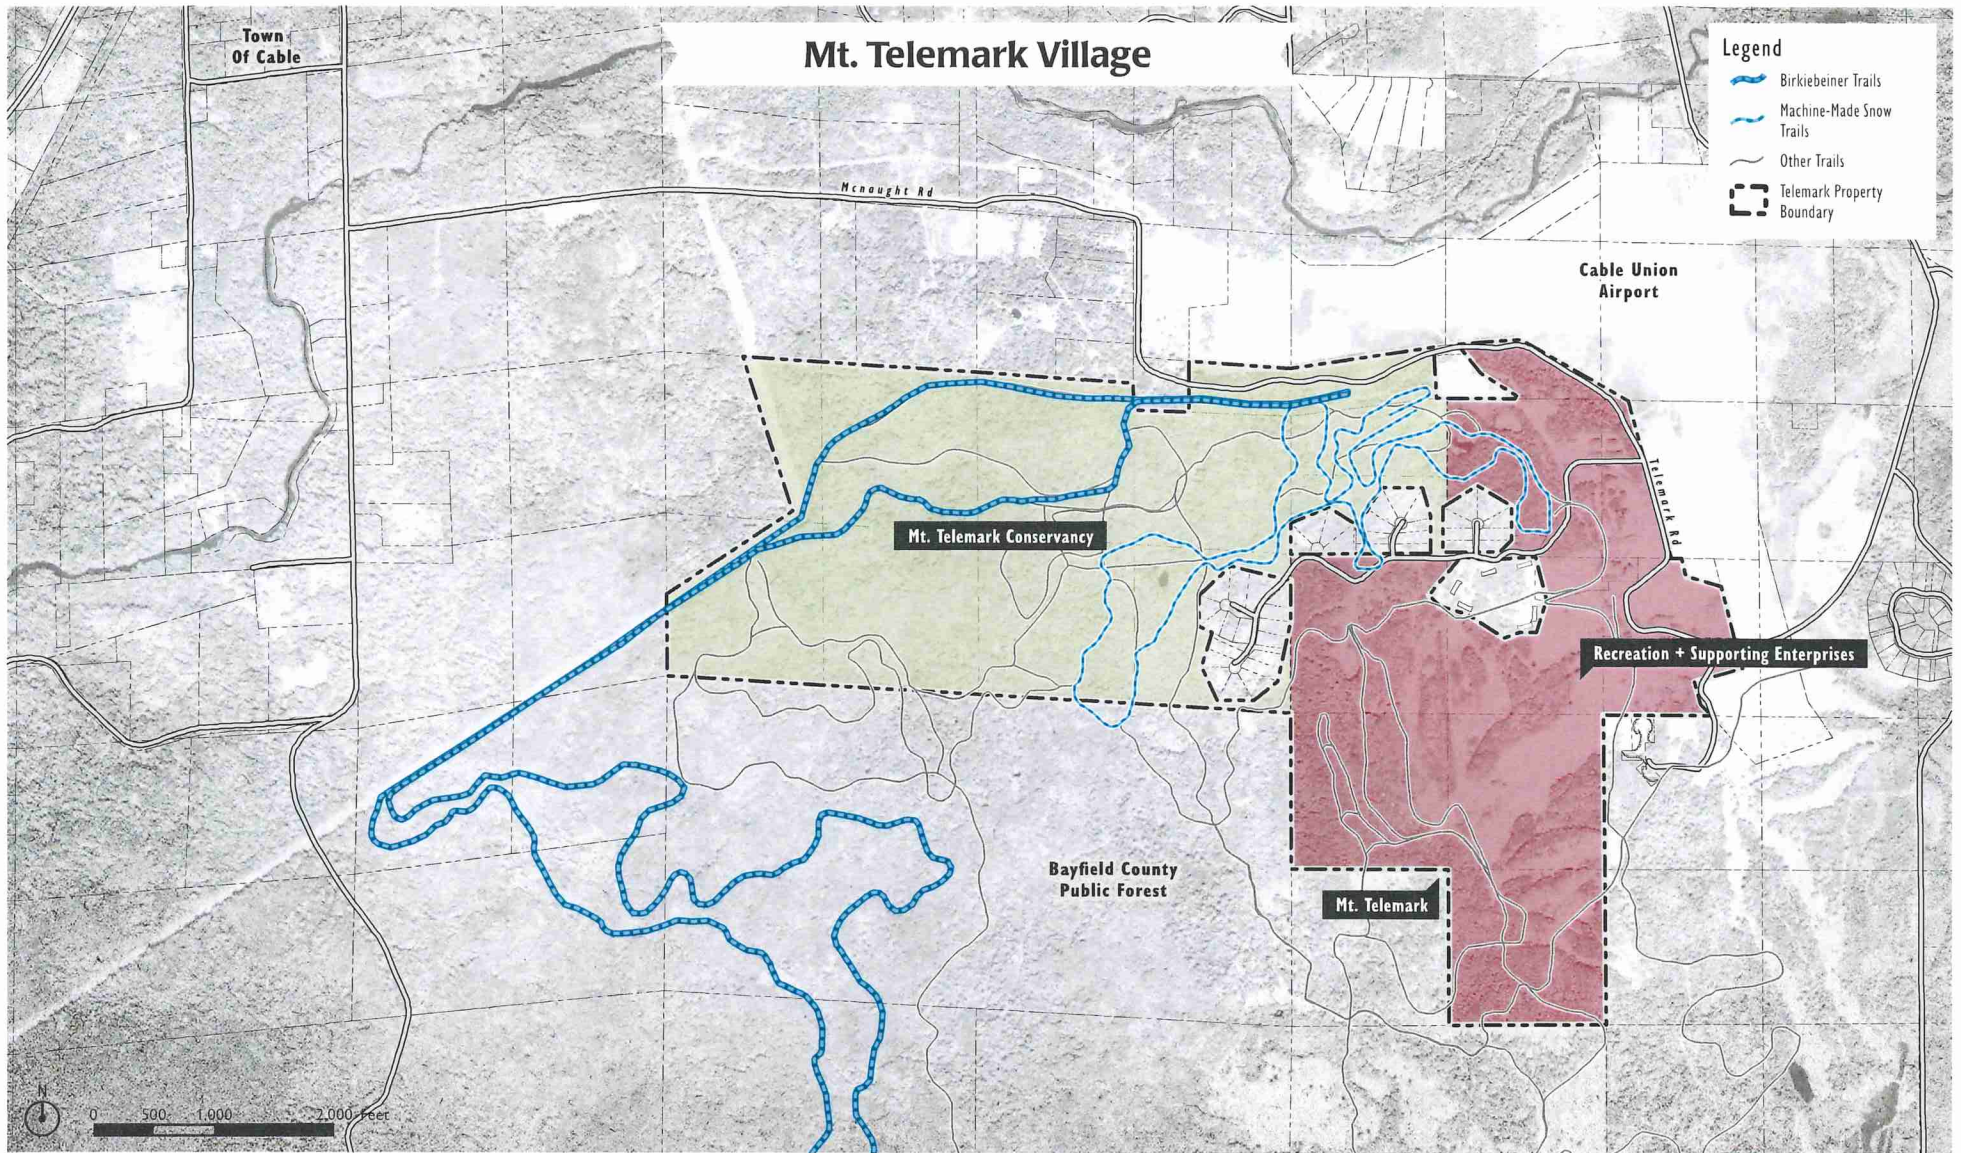 Town
Of Cable
Mt. Telemark Village
Legend
Birkiebeiner Trails
Machine-Made Snow
Trails
Other Trails
Telemark Property
Boundary
Mcnaught Rd
Cable Union
Airport
Telemark Rd
Mt. Telemark Conservancy
Recreation + Supporting Enterprises
Bayfield County
Public Forest
Mt. Telemark
N
0 500 1,000 2,000 Feet